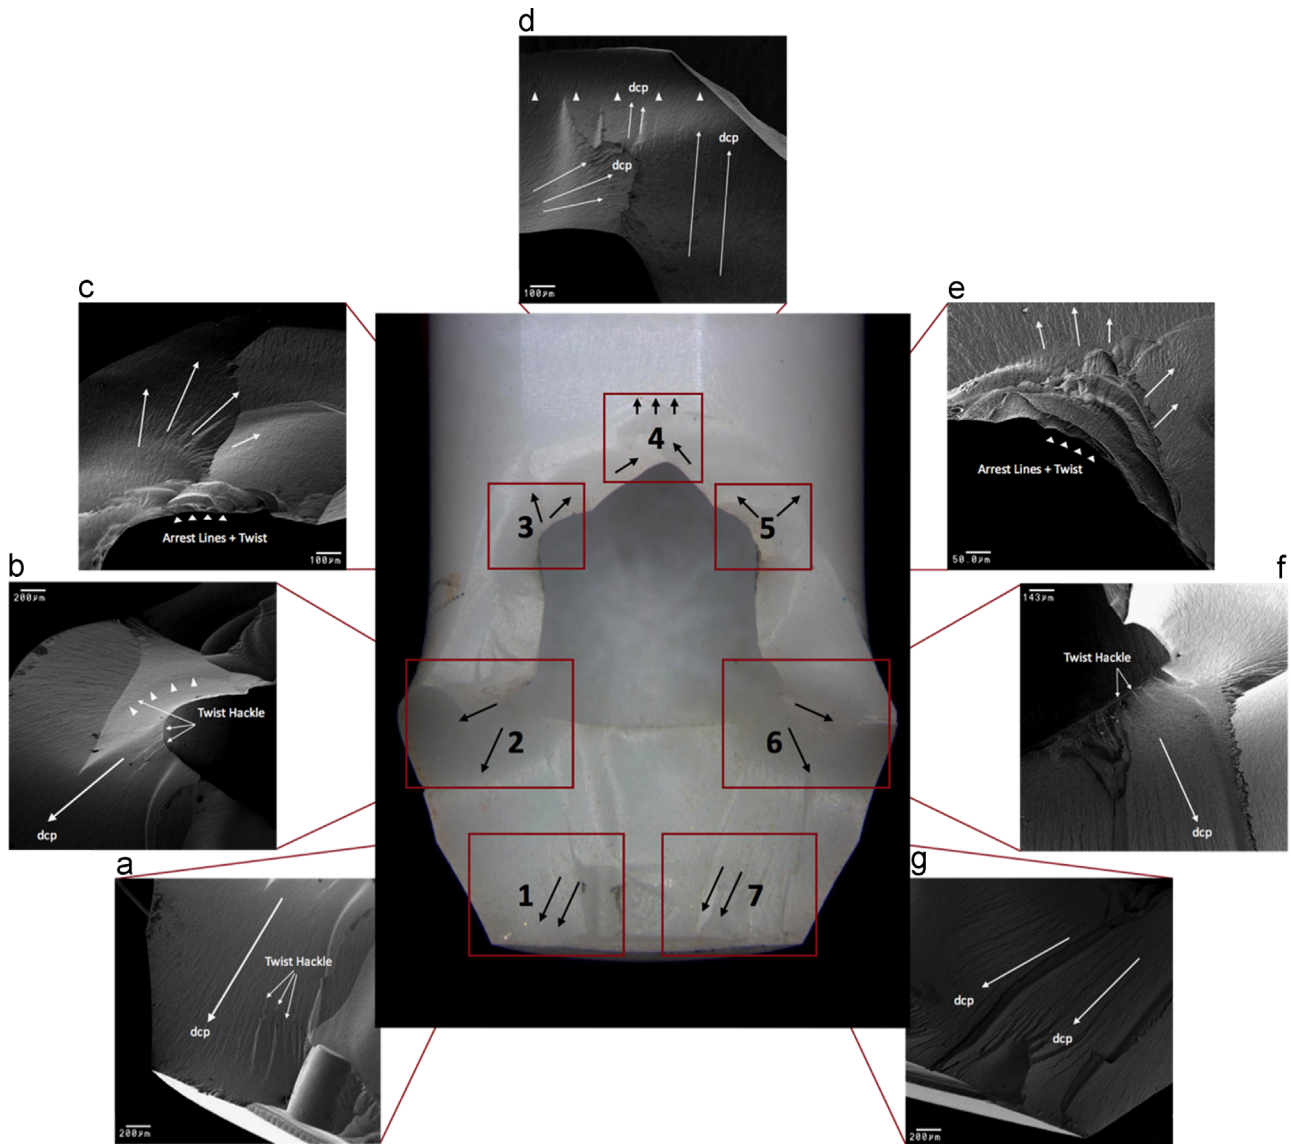 d
dcp
dcp
dcp
100µm
c
Arrest Lines + Twist
100µm
e
Arrest Lines + Twist
50.0µm
b
200µm
Twist Hackle
dcp
f
143µm
Twist Hackle
dcp
4
3
5
2
6
1
7
a
Twist Hackle
dcp
200µm
g
dcp
dcp
200µm